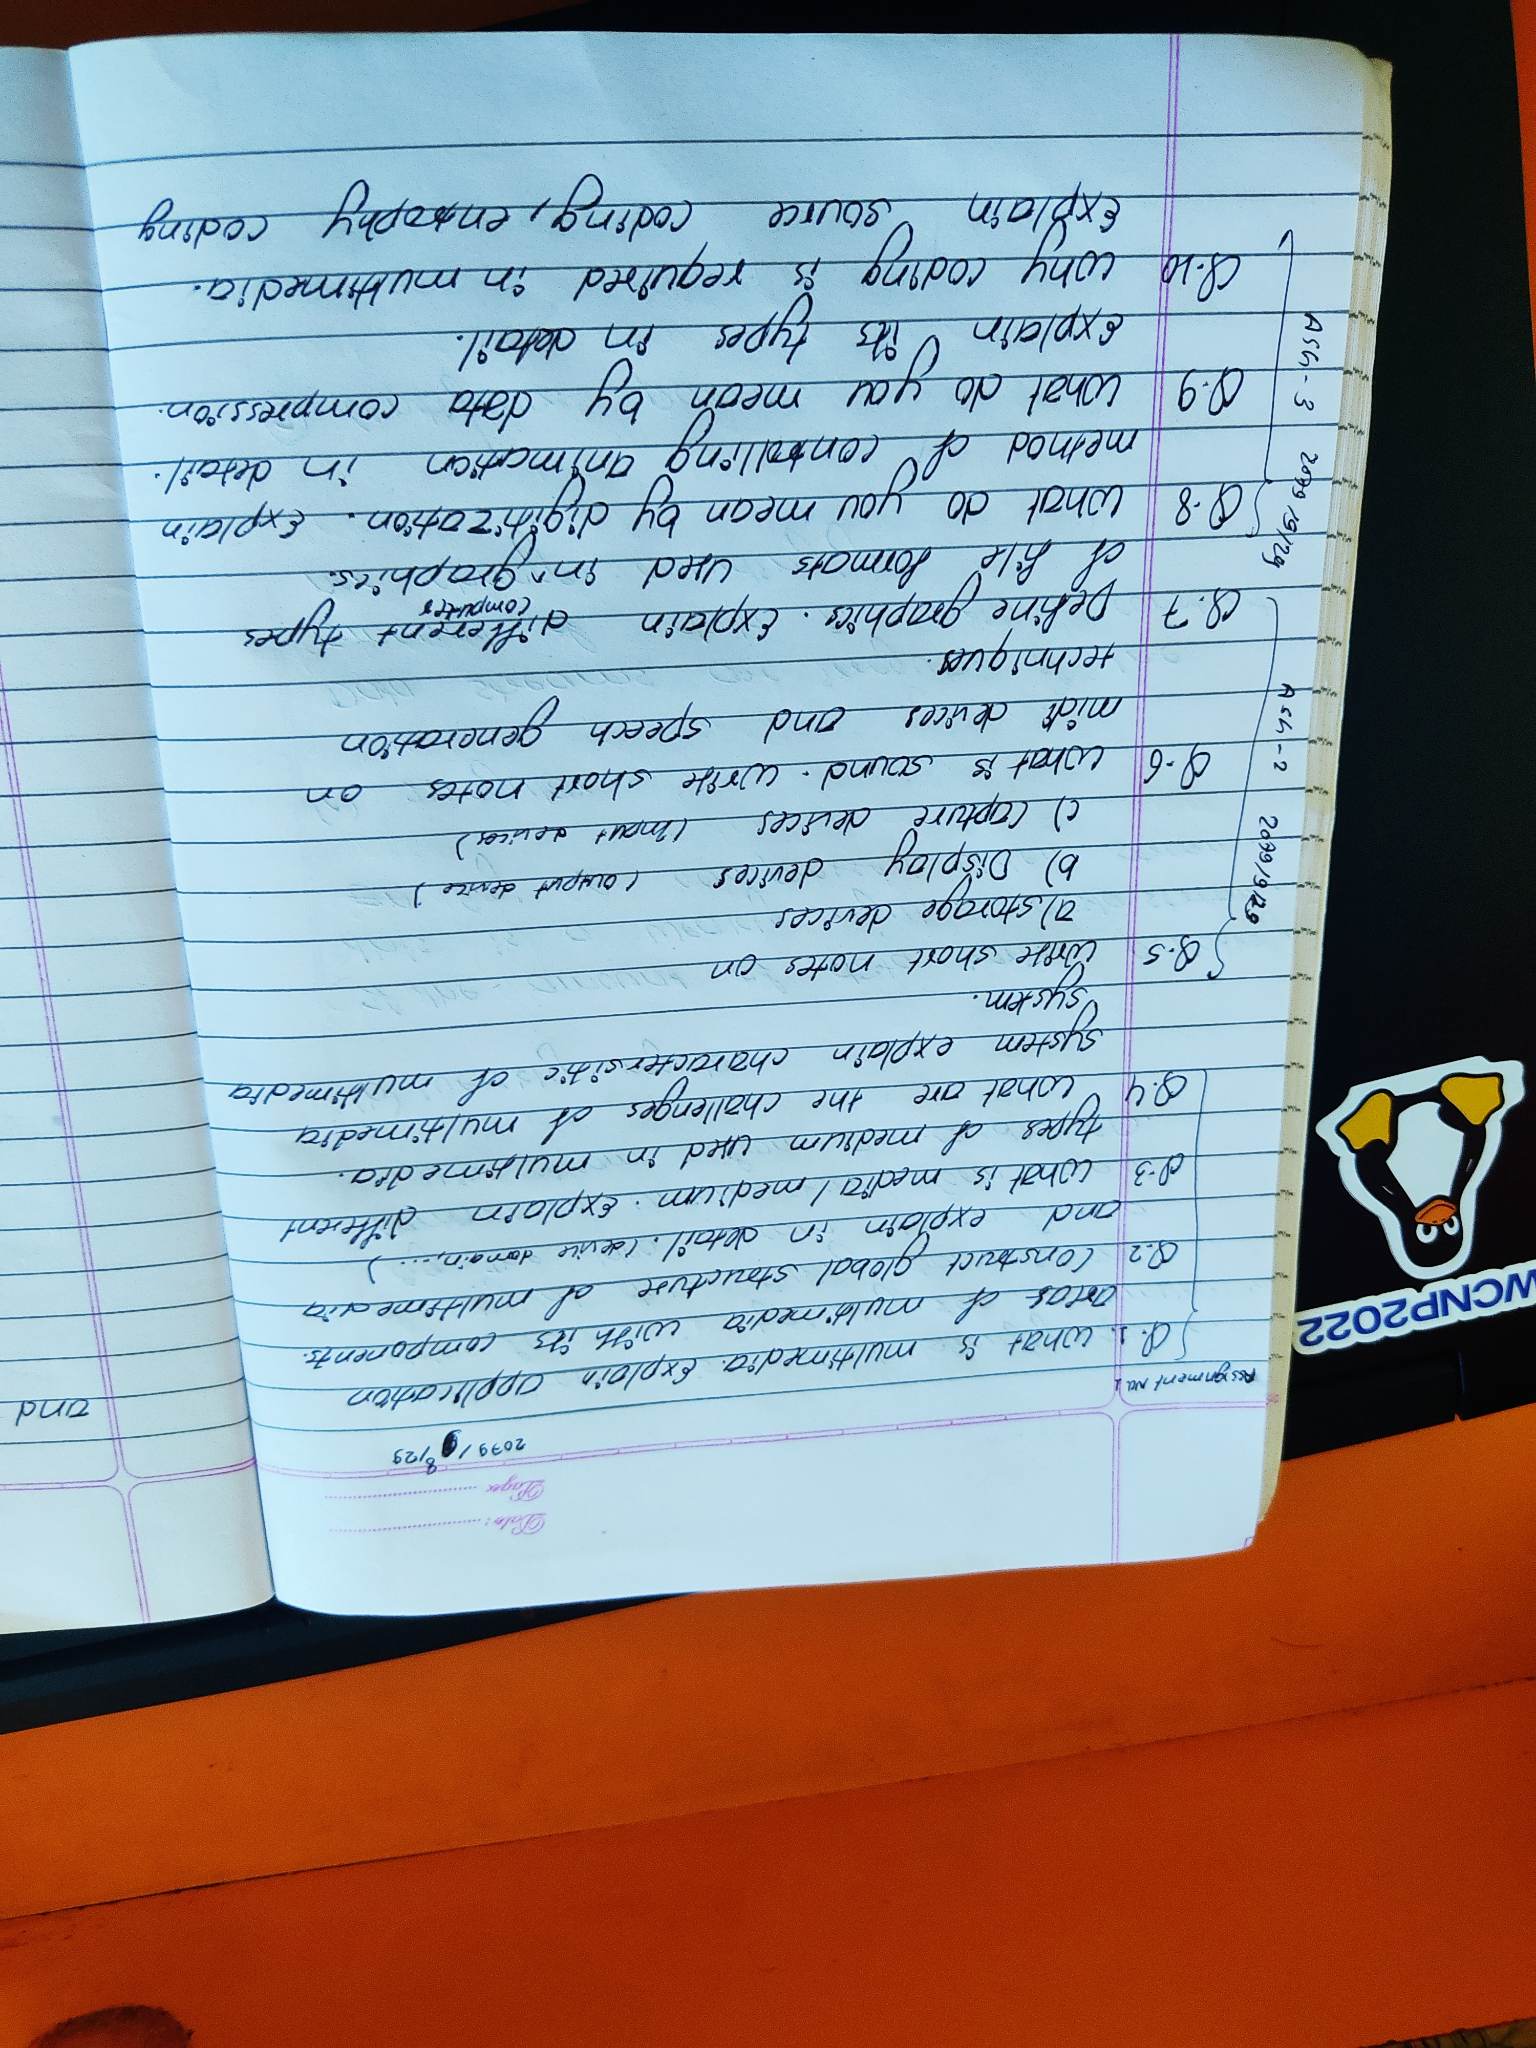 WCNP2022
Date:
Page:
2079/8/29
Assignment No. 1
Q.1. What is multimedia. Explain application
areas of multimedia with its components.
Q.2 Construct global structure of multimedia
and explain in detail. (device domain,...)
Q.3 What is media/medium. Explain different
types of medium used in multimedia.
Q.4 What are the challenges of multimedia
system explain charactersitic of multimedia
system.
Ass-2 2079/9/29
Q.5 Write short notes on
a) storage devices
b) Display devices (output device)
c) Capture devices (input devices)
Q.6 What is sound. Write short notes on
midi devices and speech generation
techniques.
Q.7 Define graphics. Explain different types
of file formats used in computer graphics.
Ass-3 2079/9/29
Q.8 What do you mean by digitization. Explain
method of controlling animation in detail.
Q.9 What do you mean by data compression.
Explain its types in detail.
Q.10 Why coding is required in multimedia.
Explain source coding, entrophy coding
and